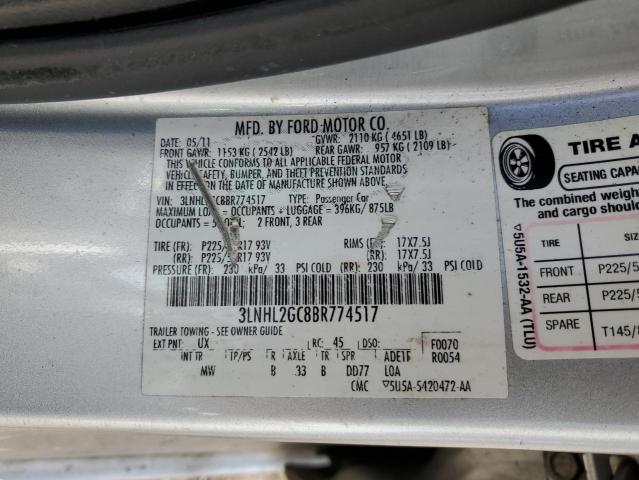 MFD. BY FORD MOTOR CO.
DATE: 05/11 GVWR: 2110 KG ( 4651 LB)
FRONT GAWR: 1153 KG ( 2542 LB) REAR GAWR: 957 KG ( 2109 LB)
THIS VEHICLE CONFORMS TO ALL APPLICABLE FEDERAL MOTOR
VEHICLE SAFETY, BUMPER, AND THEFT PREVENTION STANDARDS
IN EFFECT ON THE DATE OF MANUFACTURE SHOWN ABOVE.
VIN: 3LNHL2GC8BR774517 TYPE: Passenger Car
MAXIMUM LOAD = OCCUPANTS + LUGGAGE = 396KG/ 875LB
OCCUPANTS = 5 TOTAL; 2 FRONT, 3 REAR
TIRE (FR): P225/ R17 93V RIMS (FR): 17X7.5J
(RR): P225/ R17 93V (RR): 17X7.5J
PRESSURE (FR): 230 kPa/ 33 PSI COLD (RR): 230 kPa/ 33 PSI COLD
3LNHL2GC8BR774517
TRAILER TOWING - SEE OWNER GUIDE
EXT PNT: UX RC: 45 DSO: F0070
INT TR TP/PS R AXLE TR SPR ADETF R0054
MW B 33 B DD77 LOA
CMC ▽5U5A-5420472-AA
TIRE A
SEATING CAPA
The combined weight
and cargo shoul
TIRE SIZ
FRONT P225/5
REAR P225/5
SPARE T145/8
▽5U5A-1532-AA (TLU)